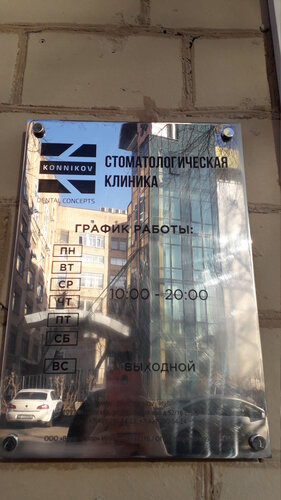 KONNIKOV
DENTAL CONCEPTS
СТОМАТОЛОГИЧЕСКАЯ
КЛИНИКА
ГРАФИК РАБОТЫ:
ПН
ВТ
СР
ЧТ
ПТ
СБ
10:00 - 20:00
ВС
ВЫХОДНОЙ
ООО